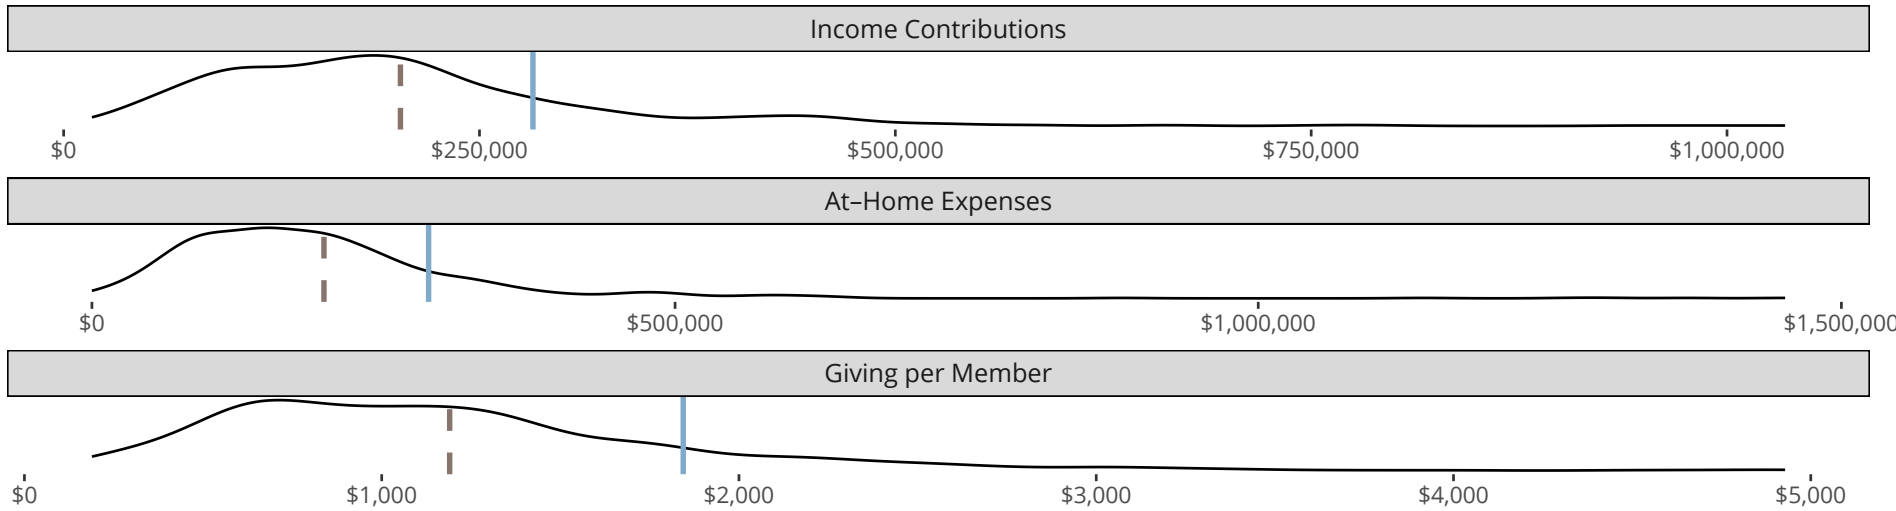 Income Contributions
$0 $250,000 $500,000 $750,000 $1,000,000
At–Home Expenses
$0 $500,000 $1,000,000 $1,500,000
Giving per Member
$0 $1,000 $2,000 $3,000 $4,000 $5,000